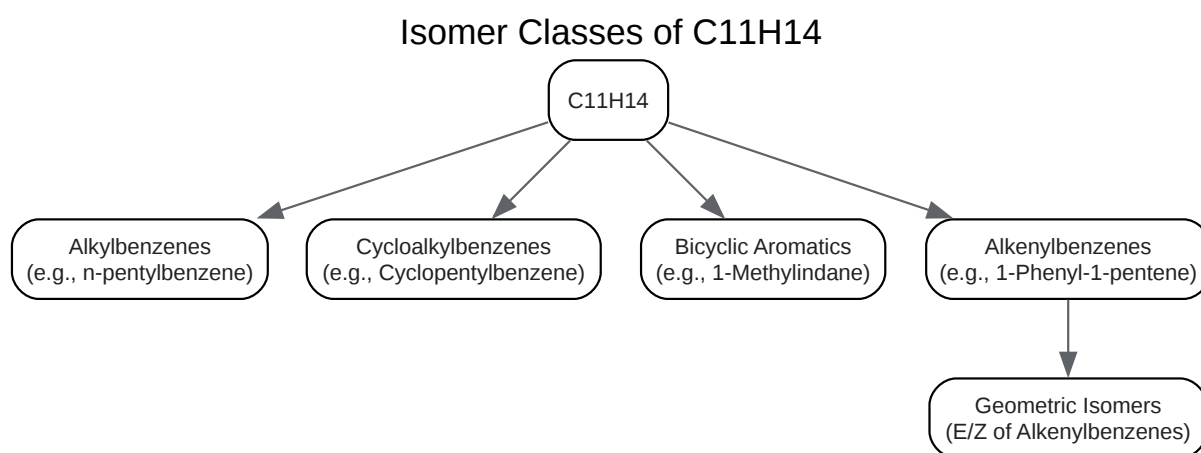 Isomer Classes of C11H14
C11H14
Alkylbenzenes
(e.g., n-pentylbenzene)
Cycloalkylbenzenes
(e.g., Cyclopentylbenzene)
Bicyclic Aromatics
(e.g., 1-Methylindane)
Alkenylbenzenes
(e.g., 1-Phenyl-1-pentene)
Geometric Isomers
(E/Z of Alkenylbenzenes)